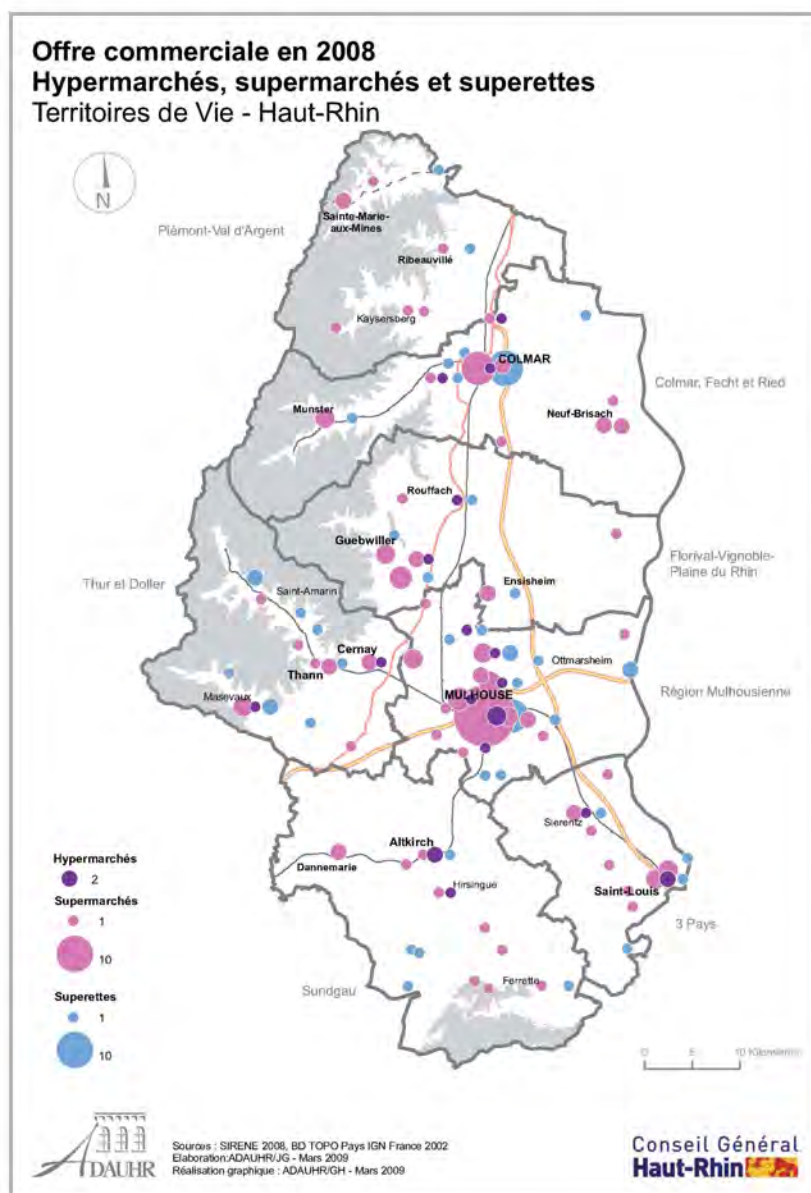 Offre commerciale en 2008
Hypermarchés, supermarchés et superettes
Territoires de Vie - Haut-Rhin
N
Sainte-Marie-
aux-Mines
Piémont-Val d'Argent
Ribeauvillé
Kaysersberg
COLMAR
Colmar, Fecht et Ried
Munster
Neuf-Brisach
Rouffach
Guebwiller
Florival-Vignoble-
Plaine du Rhin
Thur et Doller
Saint-Amarin
Ensisheim
Cernay
Ottmarsheim
Thann
MULHOUSE
Région Mulhousienne
Masevaux
Sierentz
Altkirch
Dannemarie
Hirsingue
Saint-Louis
3 Pays
Sundgau
Ferrette
Hypermarchés
2
Supermarchés
1
10
Superettes
1
10
0 5 10 Kilomètres
ADAUHR
Sources : SIRENE 2008, BD TOPO Pays IGN France 2002
Elaboration:ADAUHR/JG - Mars 2009
Réalisation graphique : ADAUHR/GH - Mars 2009
Conseil Général
Haut-Rhin